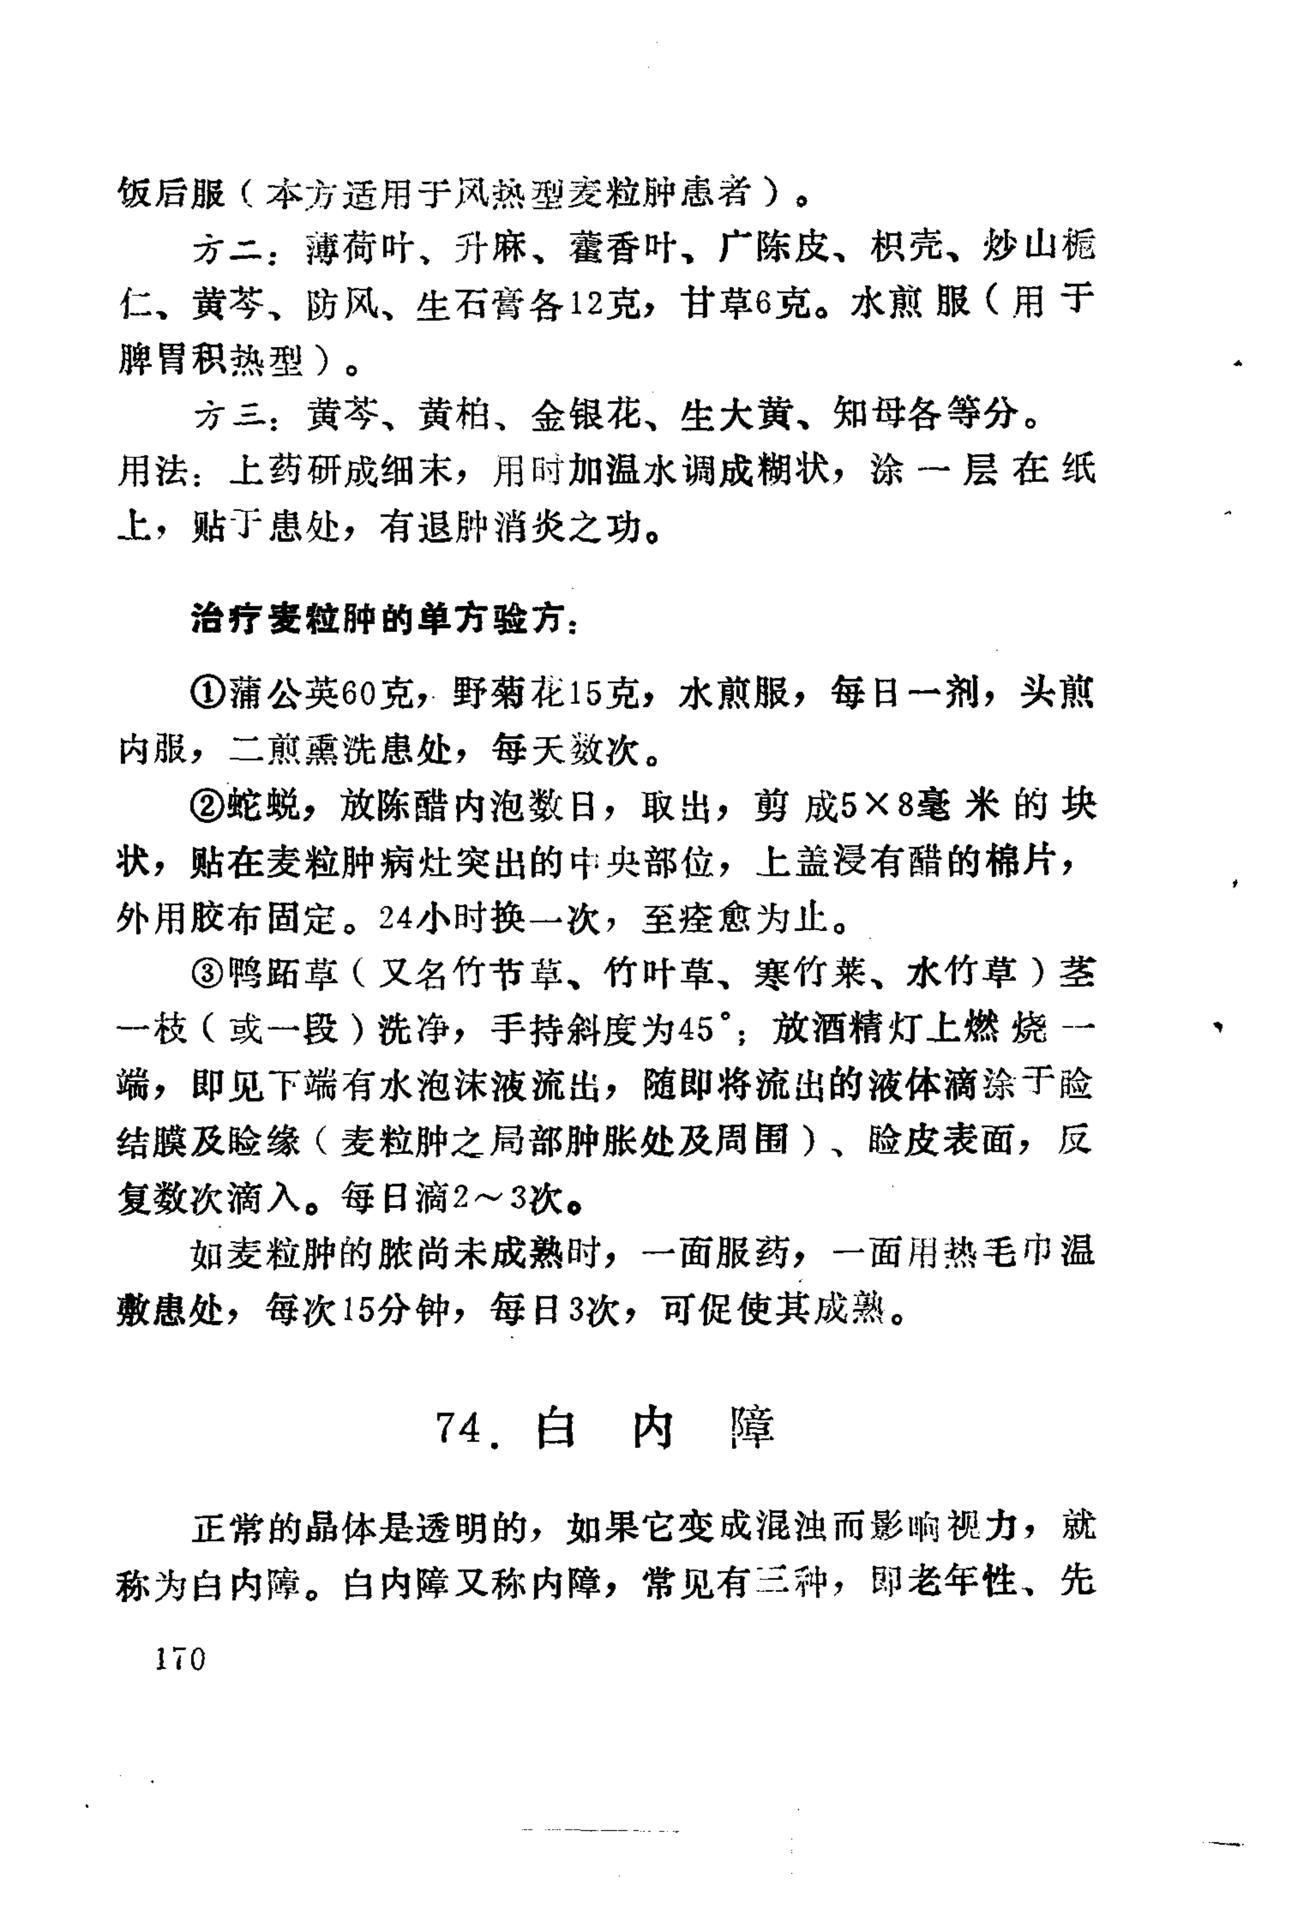 饭后服（本方适用于风热型麦粒肿患者）。
方二：薄荷叶、升麻、藿香叶、广陈皮、枳壳、炒山栀
仁、黄芩、防风、生石膏各12克，甘草6克。水煎服（用于
脾胃积热型）。
方三：黄芩、黄柏、金银花、生大黄、知母各等分。
用法：上药研成细末，用时加温水调成糊状，涂一层在纸
上，贴于患处，有退肿消炎之功。
治疗麦粒肿的单方验方：
①蒲公英60克，野菊花15克，水煎服，每日一剂，头煎
内服，二煎熏洗患处，每天数次。
②蛇蜕，放陈醋内泡数日，取出，剪成5×8毫米的块
状，贴在麦粒肿病灶突出的中央部位，上盖浸有醋的棉片，
外用胶布固定。24小时换一次，至痊愈为止。
③鸭跖草（又名竹节草、竹叶草、寒竹菜、水竹草）茎
一枝（或一段）洗净，手持斜度为45°；放酒精灯上燃烧一
端，即见下端有水泡沫液流出，随即将流出的液体滴涂于睑
结膜及睑缘（麦粒肿之局部肿胀处及周围）、睑皮表面，反
复数次滴入。每日滴2～3次。
如麦粒肿的脓尚未成熟时，一面服药，一面用热毛巾温
敷患处，每次15分钟，每日3次，可促使其成熟。
74．白内障
正常的晶体是透明的，如果它变成混浊而影响视力，就
称为白内障。白内障又称内障，常见有三种，即老年性、先
170